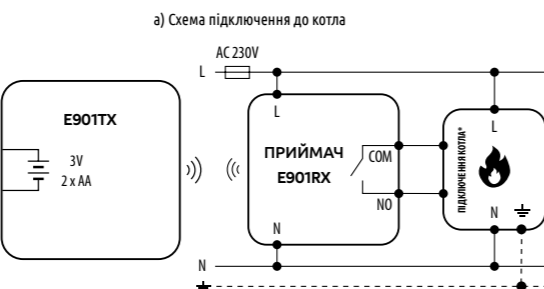 а) Схема підключення до котла
AC 230V
L
E901TX
3V
2 x AA
L
ПРИЙМАЧ
E901RX
COM
NO
N
L
ПІДКЛЮЧЕННЯ КОТЛА*
N
N